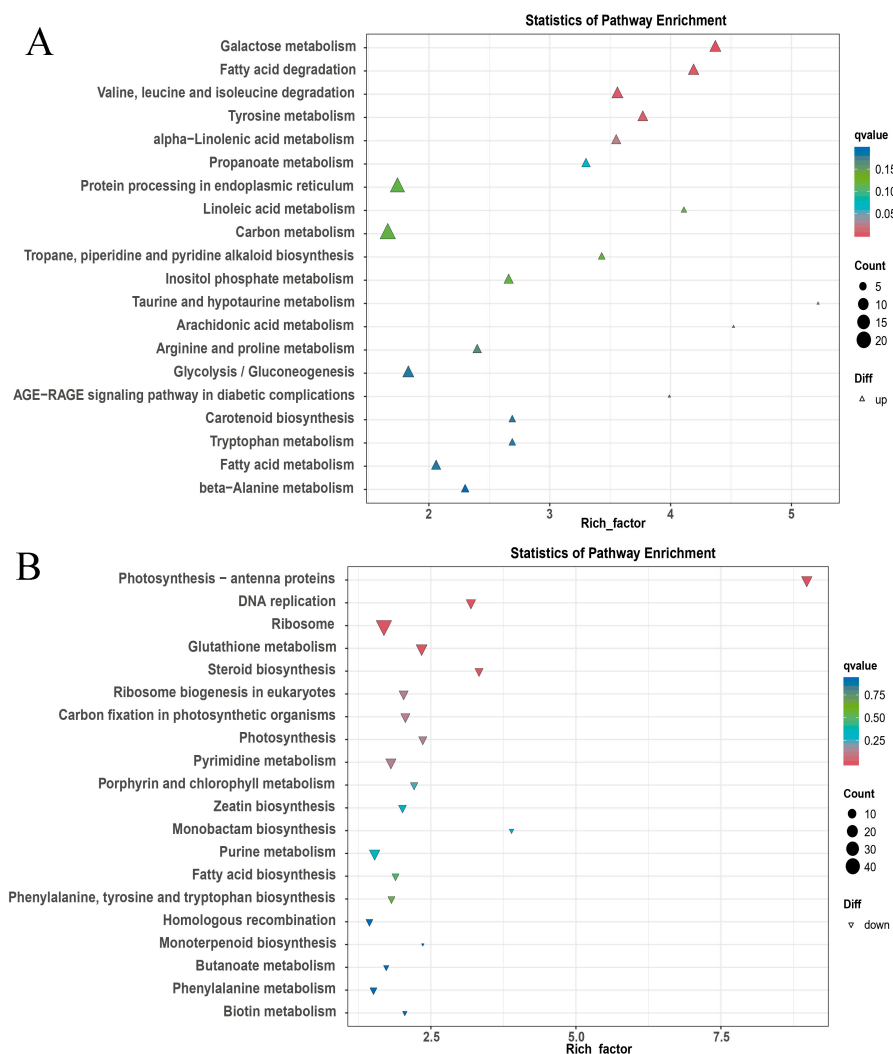 A
Statistics of Pathway Enrichment
Galactose metabolism
Fatty acid degradation
Valine, leucine and isoleucine degradation
Tyrosine metabolism
alpha−Linolenic acid metabolism
Propanoate metabolism
Protein processing in endoplasmic reticulum
Linoleic acid metabolism
Carbon metabolism
Tropane, piperidine and pyridine alkaloid biosynthesis
Inositol phosphate metabolism
Taurine and hypotaurine metabolism
Arachidonic acid metabolism
Arginine and proline metabolism
Glycolysis / Gluconeogenesis
AGE−RAGE signaling pathway in diabetic complications
Carotenoid biosynthesis
Tryptophan metabolism
Fatty acid metabolism
beta−Alanine metabolism
2 3 4 5
Rich_factor
qvalue
0.15
0.10
0.05
Count
5
10
15
20
Diff
up
B
Statistics of Pathway Enrichment
Photosynthesis − antenna proteins
DNA replication
Ribosome
Glutathione metabolism
Steroid biosynthesis
Ribosome biogenesis in eukaryotes
Carbon fixation in photosynthetic organisms
Photosynthesis
Pyrimidine metabolism
Porphyrin and chlorophyll metabolism
Zeatin biosynthesis
Monobactam biosynthesis
Purine metabolism
Fatty acid biosynthesis
Phenylalanine, tyrosine and tryptophan biosynthesis
Homologous recombination
Monoterpenoid biosynthesis
Butanoate metabolism
Phenylalanine metabolism
Biotin metabolism
2.5 5.0 7.5
Rich_factor
qvalue
0.75
0.50
0.25
Count
10
20
30
40
Diff
down